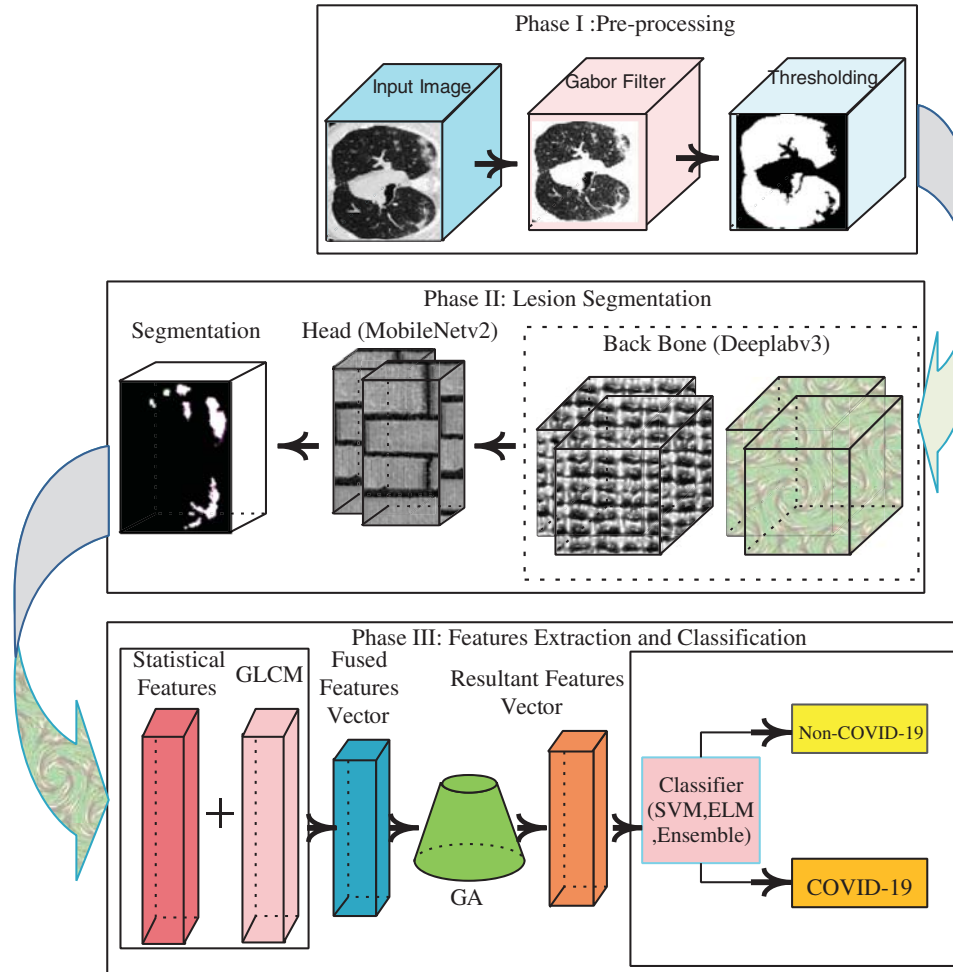 Phase I :Pre-processing
Input Image
Gabor Filter
Thresholding
Phase II: Lesion Segmentation
Segmentation
Head (MobileNetv2)
Back Bone (Deeplabv3)
Phase III: Features Extraction and Classification
Statistical
Features
GLCM
Fused
Features
Vector
Resultant Features
Vector
+
GA
Classifier
(SVM,ELM
,Ensemble)
Non-COVID-19
COVID-19